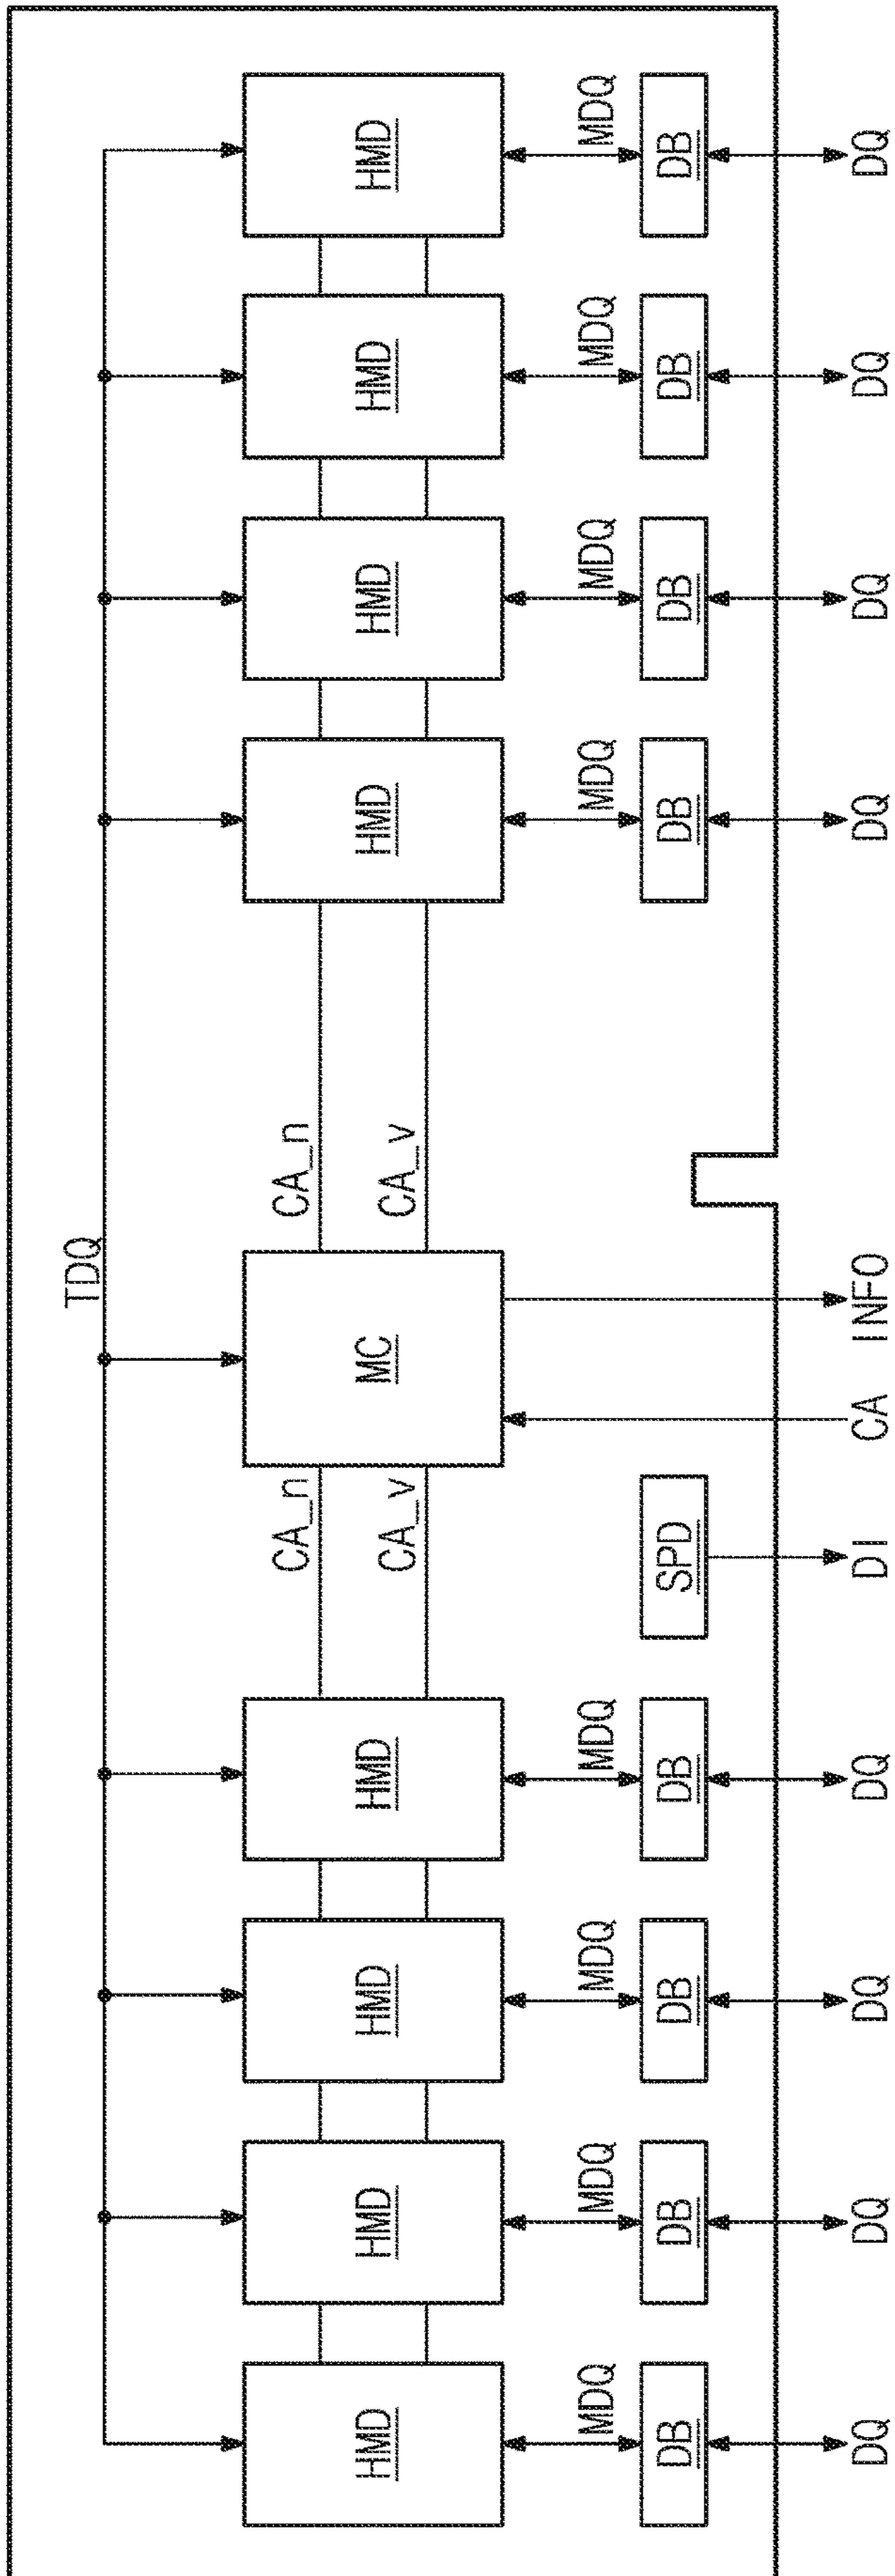 TDQ
CA_n CA_n
HMD HMD HMD HMD MC HMD HMD HMD HMD
CA_v CA_v
MDQ MDQ MDQ MDQ MDQ MDQ MDQ MDQ
DB DB DB DB SPD DB DB DB DB
DQ DQ DQ DQ DI CA INFO DQ DQ DQ DQ